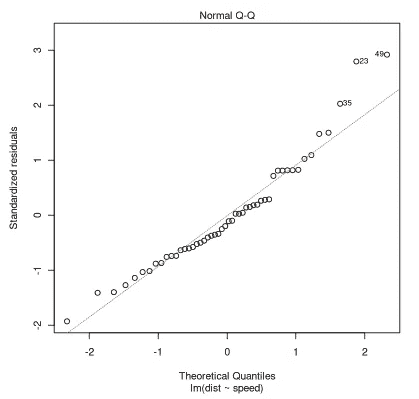 Normal Q-Q
Standardized residuals
3
2
1
0
-1
-2
49
23
35
-2 -1 0 1 2
Theoretical Quantiles
lm(dist ~ speed)